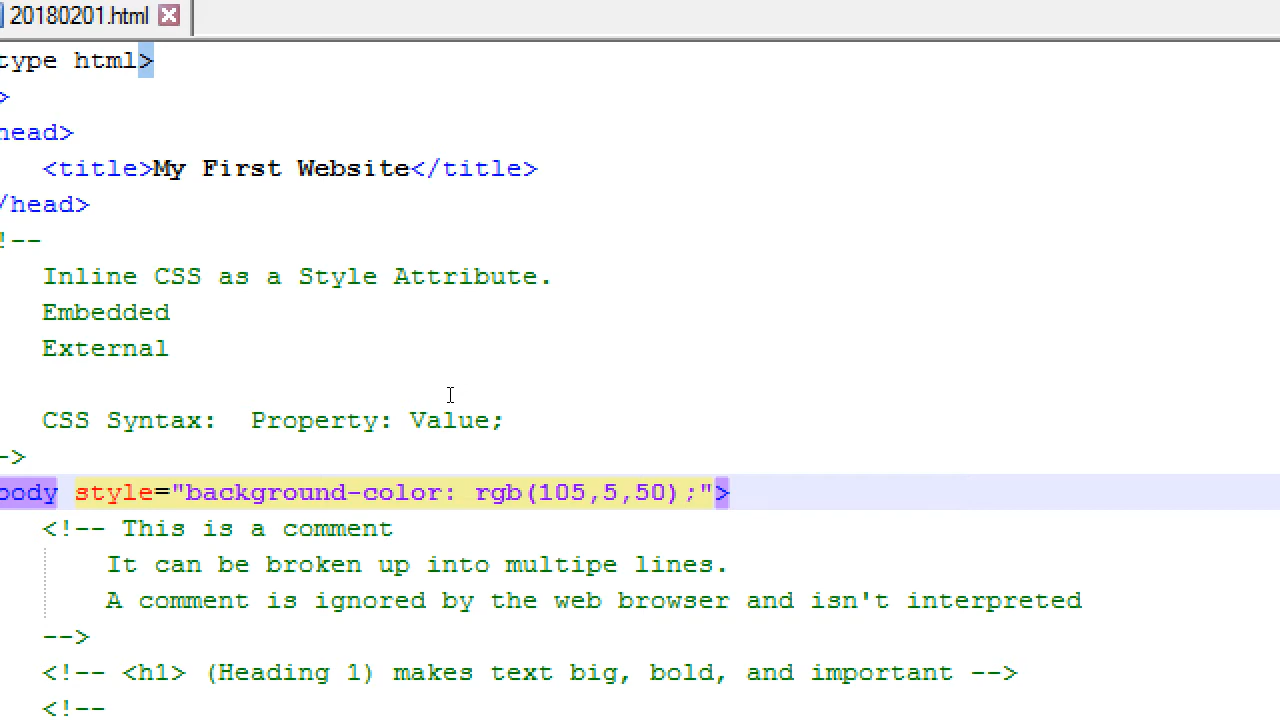 20180201.html
type html>
>
head>
<title>My First Website</title>
/head>
!--
Inline CSS as a Style Attribute.
Embedded
External
CSS Syntax:  Property: Value;
->
body style="background-color: rgb(105,5,50);">
<!-- This is a comment
It can be broken up into multipe lines.
A comment is ignored by the web browser and isn't interpreted
-->
<!-- <h1> (Heading 1) makes text big, bold, and important -->
<!--